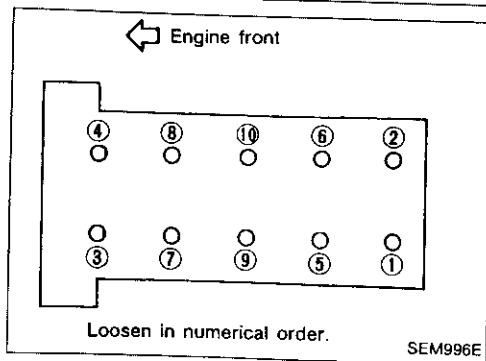 Engine front
④ ⑧ ⑩ ⑥ ②
③ ⑦ ⑨ ⑤ ①
Loosen in numerical order.
SEM996E